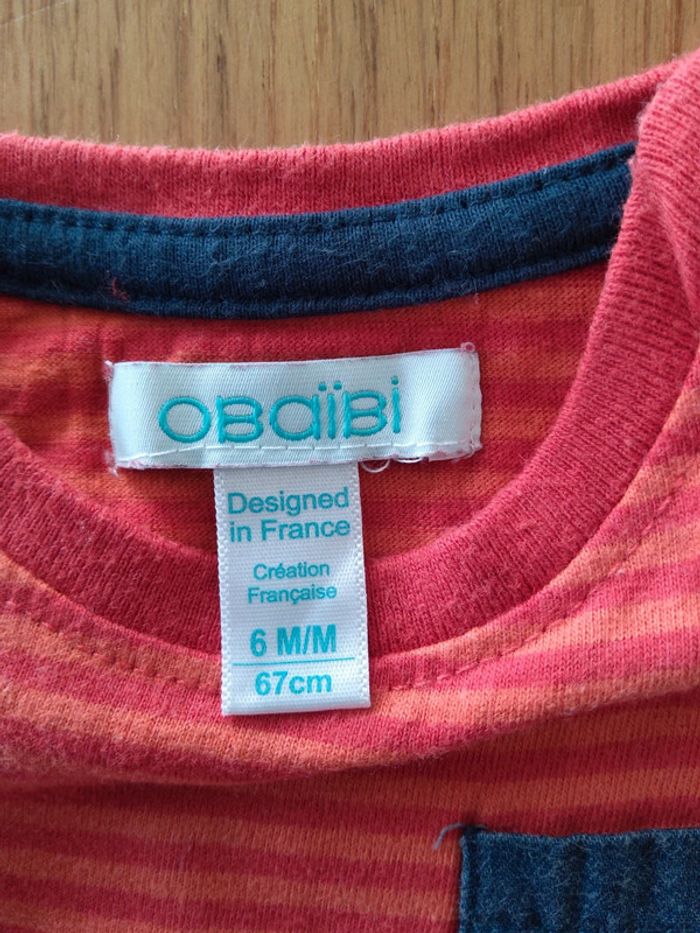 OBaïBi
Designed
in France
Création
Française
6 M/M
67cm